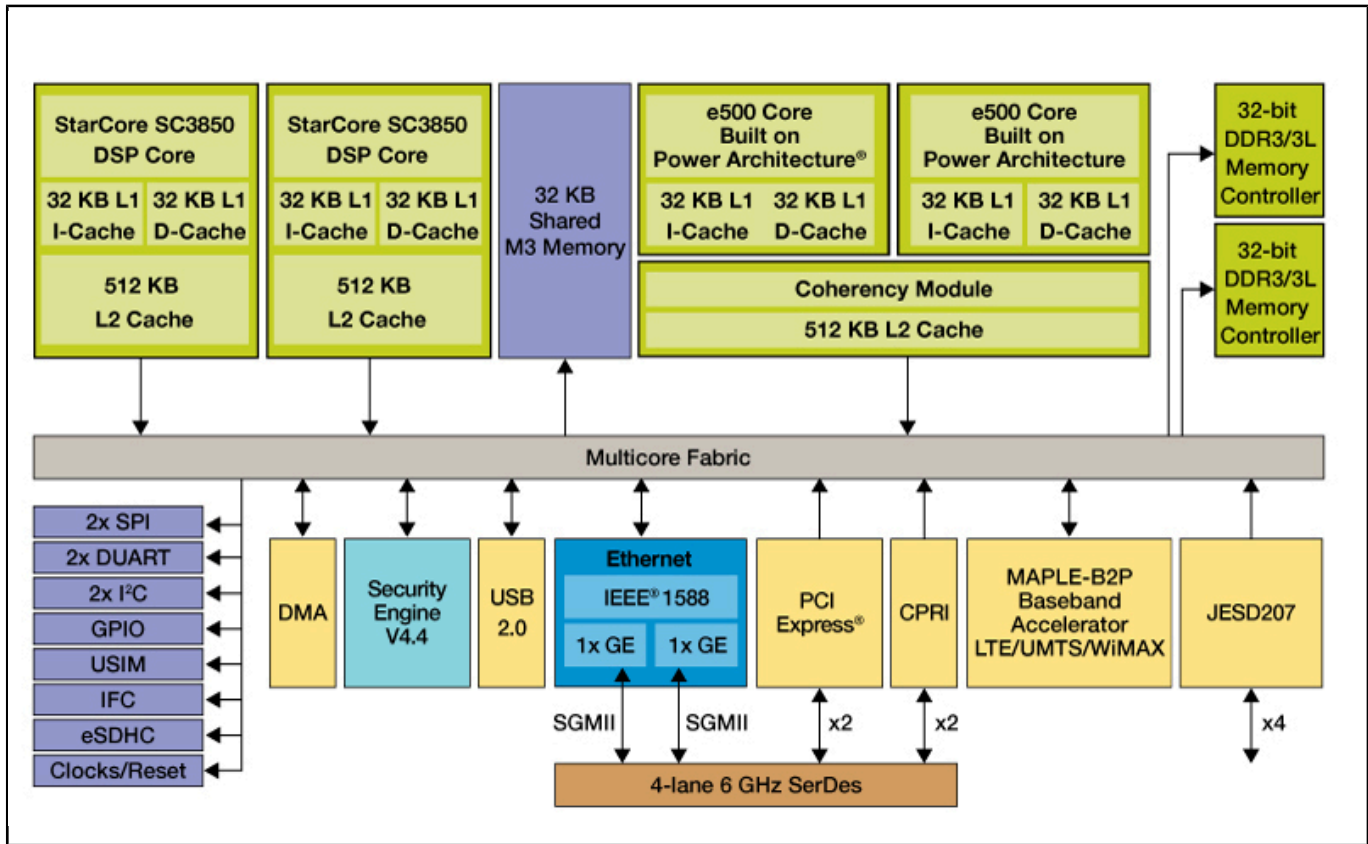 StarCore SC3850
DSP Core
32 KB L1
I-Cache
32 KB L1
D-Cache
512 KB
L2 Cache
StarCore SC3850
DSP Core
32 KB L1
I-Cache
32 KB L1
D-Cache
512 KB
L2 Cache
32 KB
Shared
M3 Memory
e500 Core
Built on
Power Architecture®
32 KB L1
I-Cache
32 KB L1
D-Cache
e500 Core
Built on
Power Architecture
32 KB L1
I-Cache
32 KB L1
D-Cache
Coherency Module
512 KB L2 Cache
32-bit
DDR3/3L
Memory
Controller
32-bit
DDR3/3L
Memory
Controller
Multicore Fabric
2x SPI
2x DUART
2x I²C
GPIO
USIM
IFC
eSDHC
Clocks/Reset
DMA
Security
Engine
V4.4
USB
2.0
Ethernet
IEEE® 1588
1x GE
1x GE
PCI
Express®
CPRI
MAPLE-B2P
Baseband
Accelerator
LTE/UMTS/WiMAX
JESD207
SGMII
SGMII
x2
x2
x4
4-lane 6 GHz SerDes